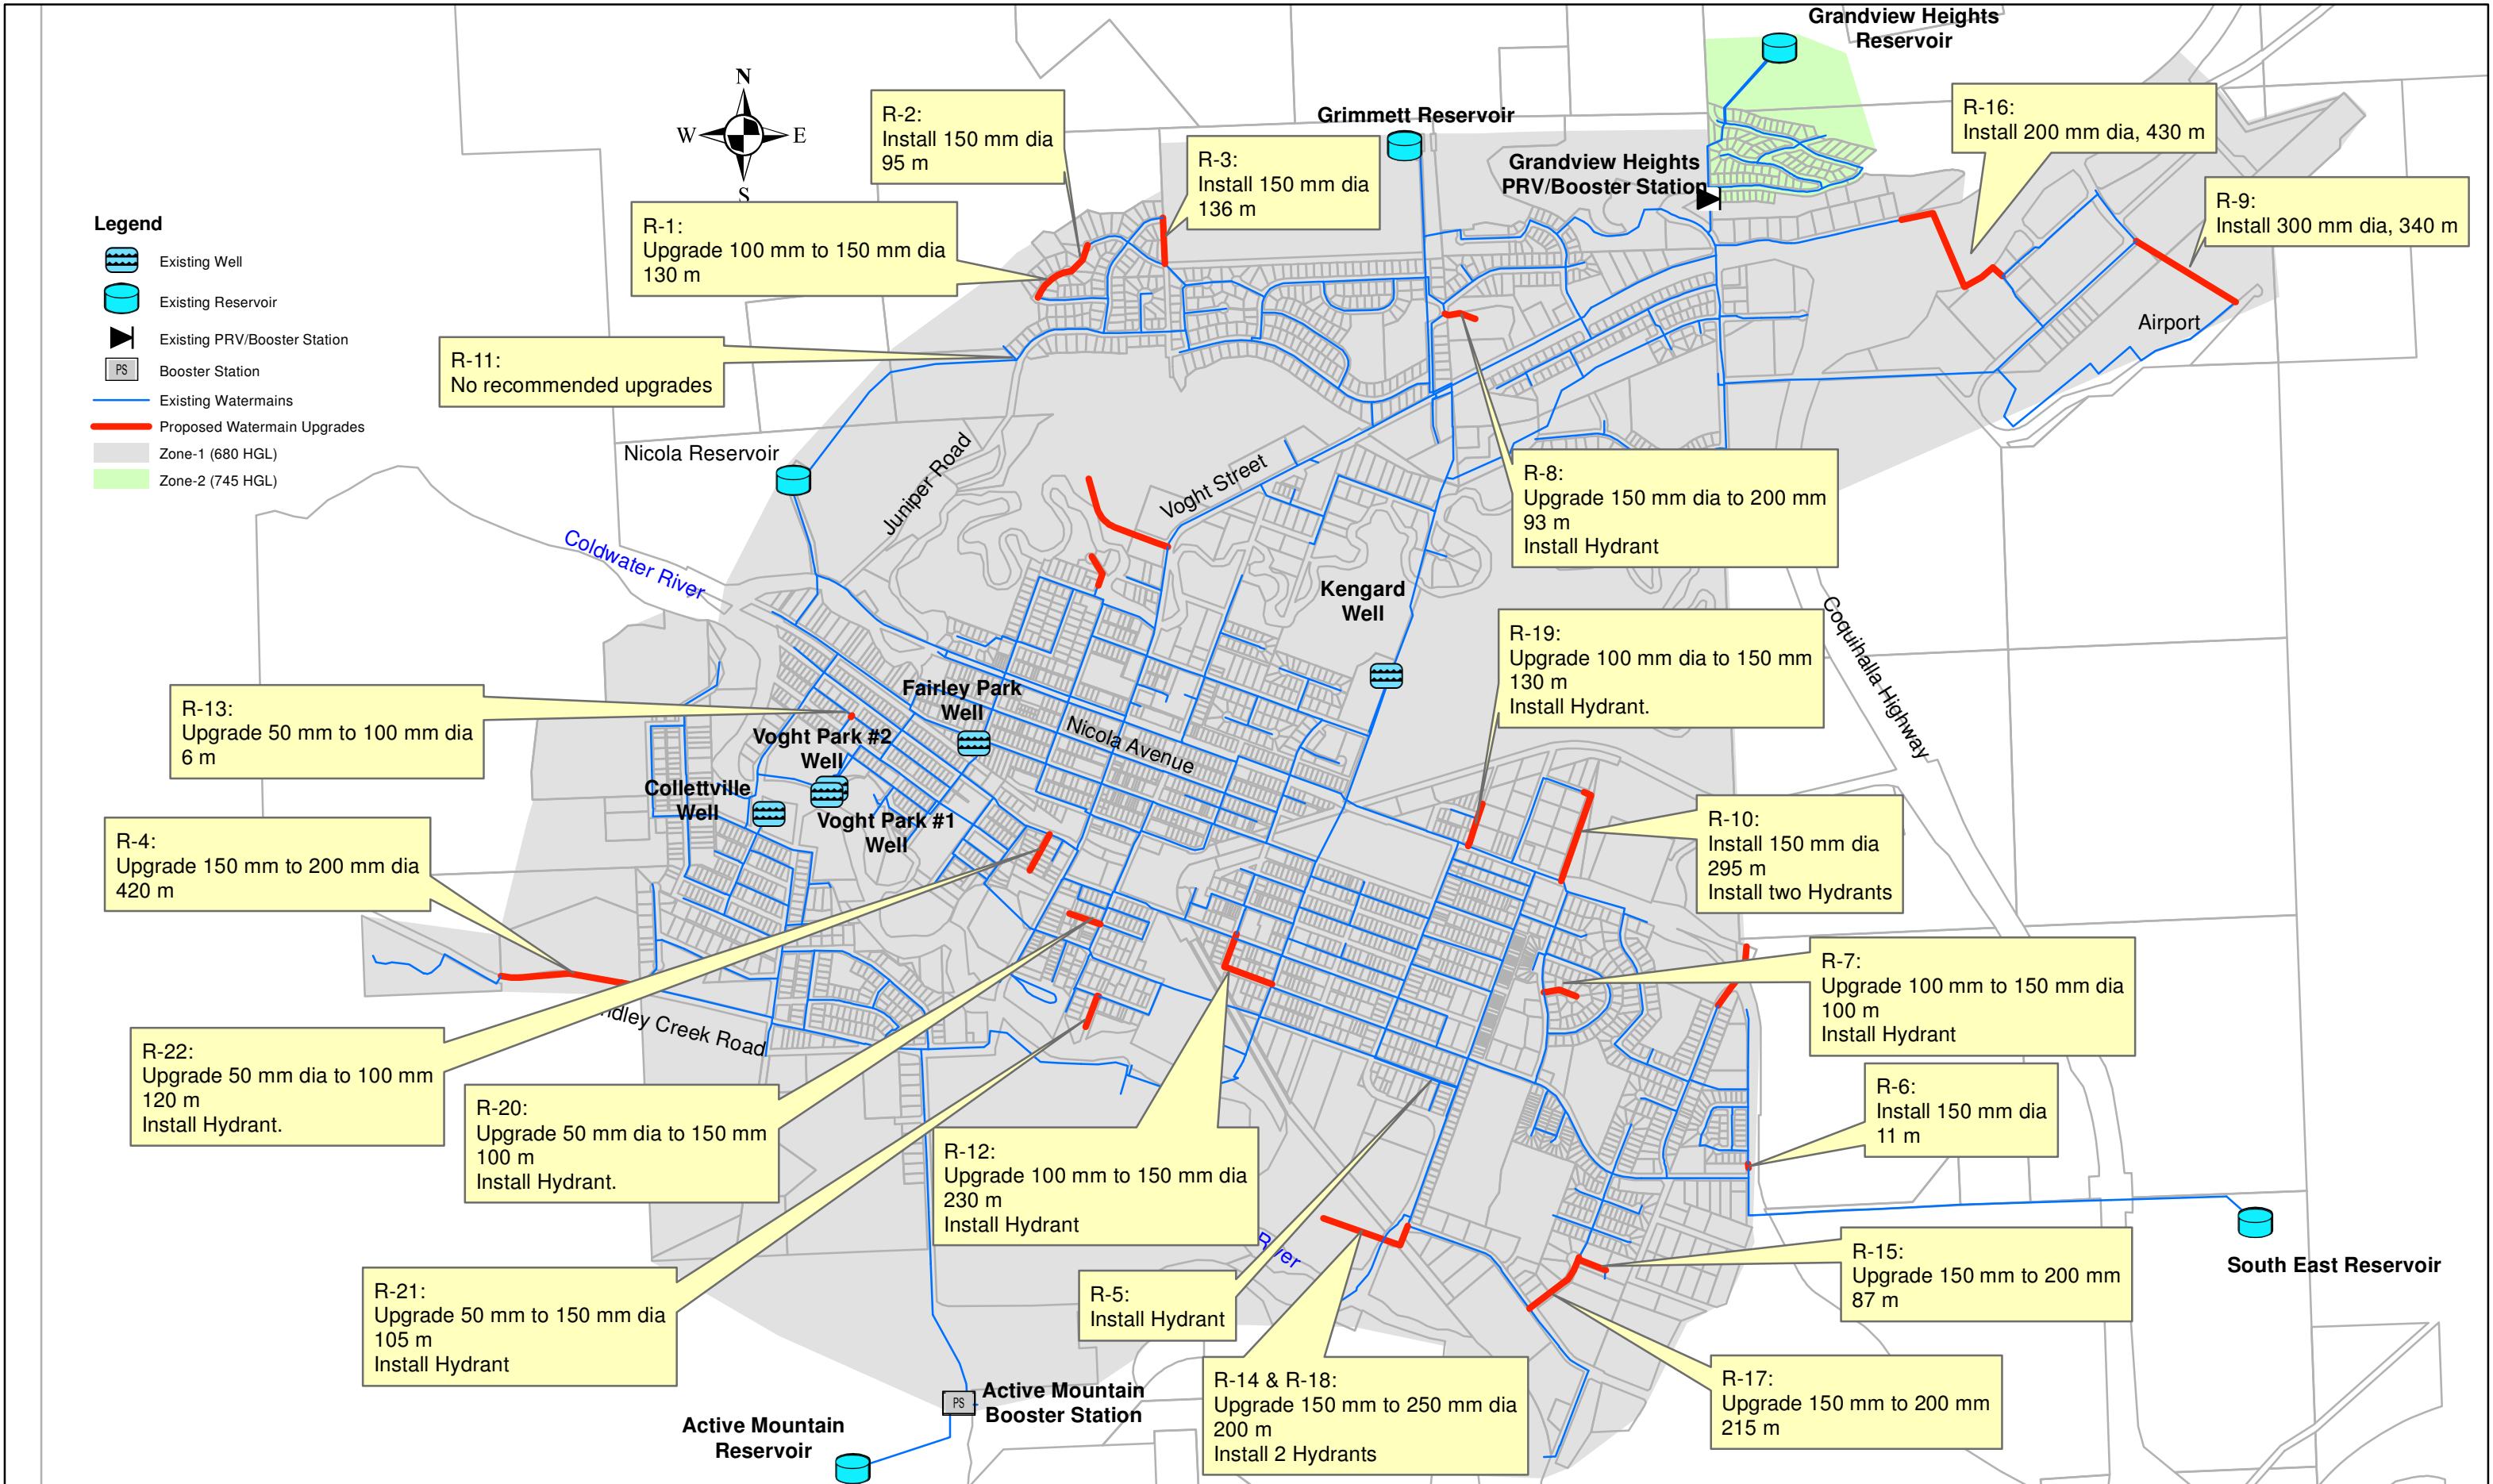 Grandview Heights
Reservoir
N
W
E
S
R-2:
Install 150 mm dia
95 m
Grimmett Reservoir
R-16:
Install 200 mm dia, 430 m
R-3:
Install 150 mm dia
136 m
Grandview Heights
PRV/Booster Station
R-9:
Install 300 mm dia, 340 m
R-1:
Upgrade 100 mm to 150 mm dia
130 m
Legend
Existing Well
Existing Reservoir
Existing PRV/Booster Station
PS
Booster Station
Existing Watermains
Proposed Watermain Upgrades
Zone-1 (680 HGL)
Zone-2 (745 HGL)
Airport
R-11:
No recommended upgrades
Nicola Reservoir
Juniper Road
Voght Street
R-8:
Upgrade 150 mm dia to 200 mm
93 m
Install Hydrant
Coldwater River
Kengard
Well
Coquihalla Highway
R-19:
Upgrade 100 mm dia to 150 mm
130 m
Install Hydrant.
R-13:
Upgrade 50 mm to 100 mm dia
6 m
Fairley Park
Well
Nicola Avenue
Voght Park #2
Well
Collettville
Well
Voght Park #1
Well
R-10:
Install 150 mm dia
295 m
Install two Hydrants
R-4:
Upgrade 150 mm to 200 mm dia
420 m
R-7:
Upgrade 100 mm to 150 mm dia
100 m
Install Hydrant
dley Creek Road
R-22:
Upgrade 50 mm dia to 100 mm
120 m
Install Hydrant.
R-6:
Install 150 mm dia
11 m
R-20:
Upgrade 50 mm dia to 150 mm
100 m
Install Hydrant.
R-12:
Upgrade 100 mm to 150 mm dia
230 m
Install Hydrant
River
R-15:
Upgrade 150 mm to 200 mm
87 m
South East Reservoir
R-21:
Upgrade 50 mm to 150 mm dia
105 m
Install Hydrant
R-5:
Install Hydrant
R-14 & R-18:
Upgrade 150 mm to 250 mm dia
200 m
Install 2 Hydrants
R-17:
Upgrade 150 mm to 200 mm
215 m
PS
Active Mountain
Booster Station
Active Mountain
Reservoir